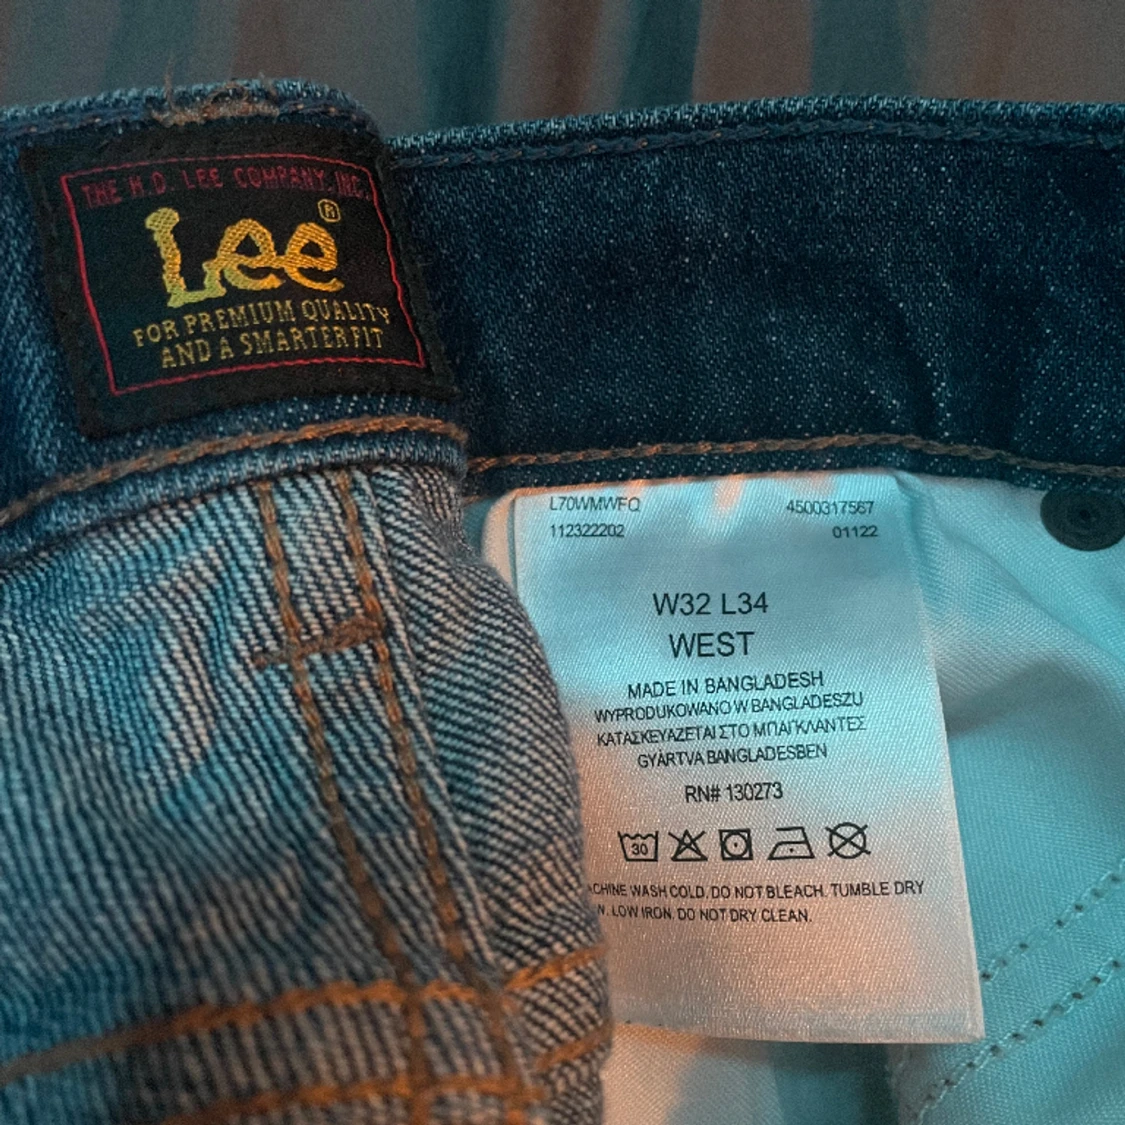 THE H.D. LEE COMPANY, INC.
Lee®
FOR PREMIUM QUALITY
AND A SMARTER FIT
L70WMWFQ 4500317567
112322202 01122
W32 L34
WEST
MADE IN BANGLADESH
WYPRODUKOWANO W BANGLADESZU
ΚΑΤΑΣΚΕΥΑΖΕΤΑΙ ΣΤΟ ΜΠΑΓΚΛΑΝΤΕΣ
GYÁRTVA BANGLADESBEN
RN# 130273
30
WASH COLD. DO NOT BLEACH. TUMBLE DRY
LOW IRON. DO NOT DRY CLEAN.